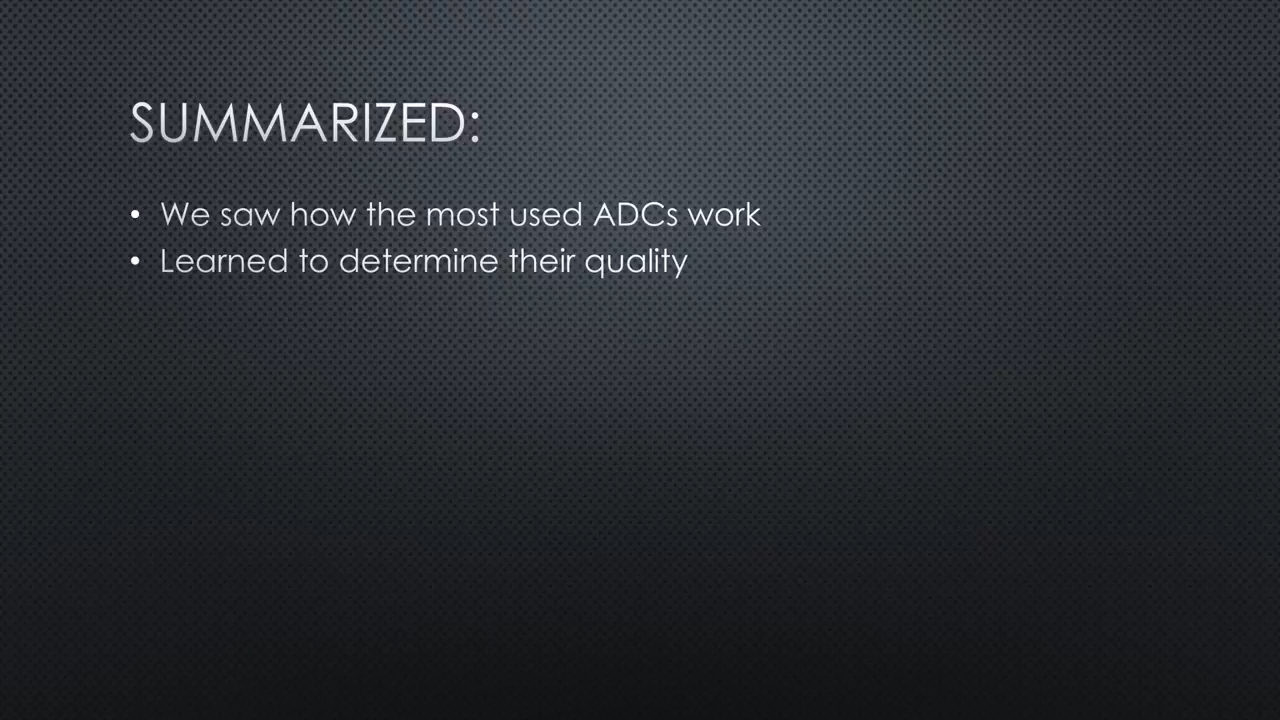 SUMMARIZED:
• We saw how the most used ADCs work
• Learned to determine their quality